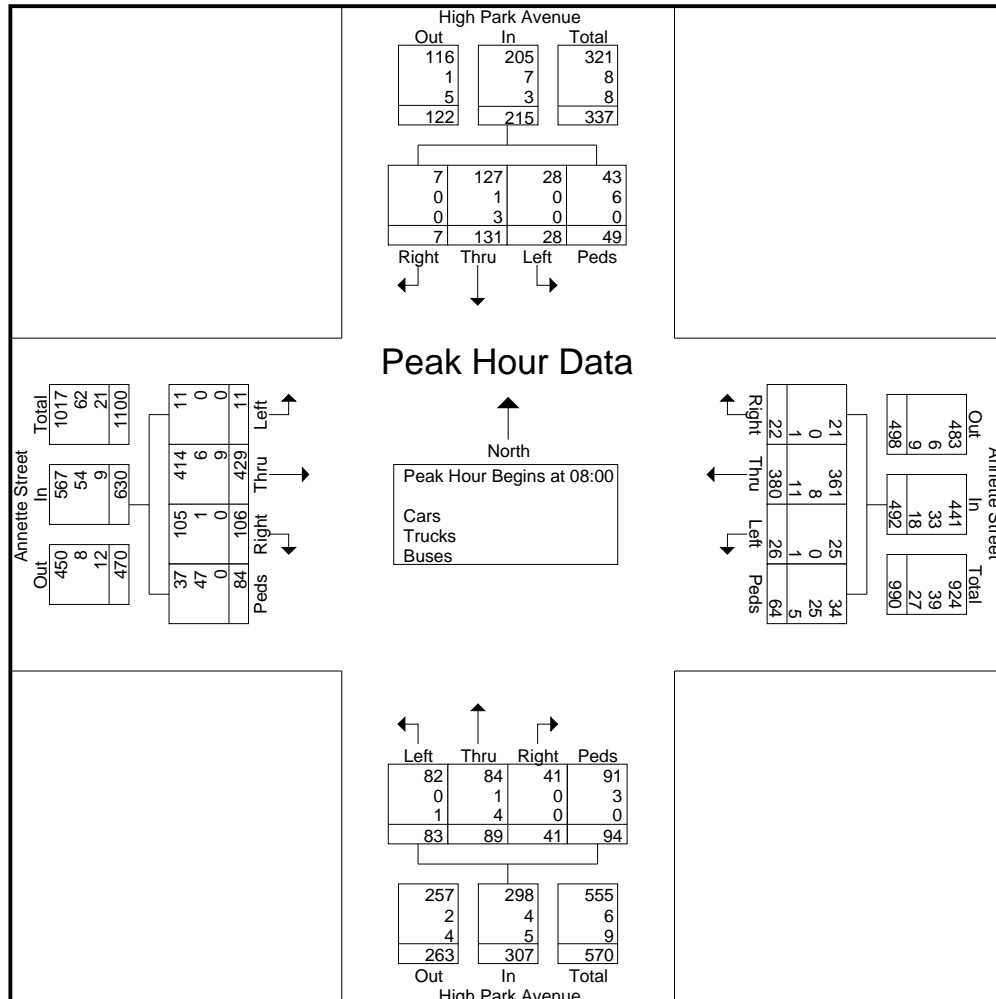 High Park Avenue
Out In Total
116 205 321
1 7 8
5 3 8
122 215 337
7 127 28 43
0 1 0 6
0 3 0 0
7 131 28 49
Right Thru Left Peds
Peak Hour Data
North
Peak Hour Begins at 08:00
Cars
Trucks
Buses
Annette Street
Out In Total
450 567 1017
8 54 62
12 9 21
470 630 1100
37 105 414 11
47 1 6 0
0 0 9 0
84 106 429 11
Peds Right Thru Left
Annette Street
Out In Total
483 441 924
6 33 39
9 18 27
498 492 990
21 361 25 34
0 8 0 25
1 11 1 5
22 380 26 64
Right Thru Left Peds
Left Thru Right Peds
82 84 41 91
0 1 0 3
1 4 0 0
83 89 41 94
257 298 555
2 4 6
4 5 9
263 307 570
Out In Total
High Park Avenue